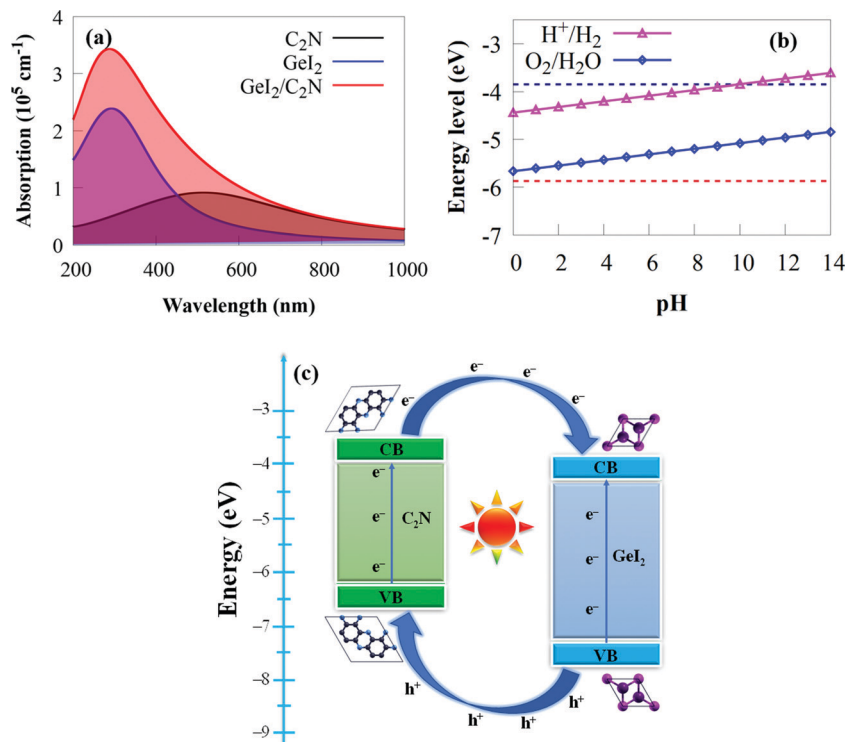 (a)
C₂N
GeI₂
GeI₂/C₂N
4
3
2
1
0
Absorption (10⁵ cm⁻¹)
200 400 600 800 1000
Wavelength (nm)
(b)
H⁺/H₂
O₂/H₂O
-3
-4
-5
-6
-7
Energy level (eV)
0 2 4 6 8 10 12 14
pH
(c)
Energy (eV)
–3
–4
–5
–6
–7
–8
–9
e⁻ e⁻ e⁻ e⁻
CB
e⁻
e⁻
e⁻
C₂N
VB
CB
e⁻
e⁻
e⁻
GeI₂
VB
h⁺ h⁺ h⁺ h⁺